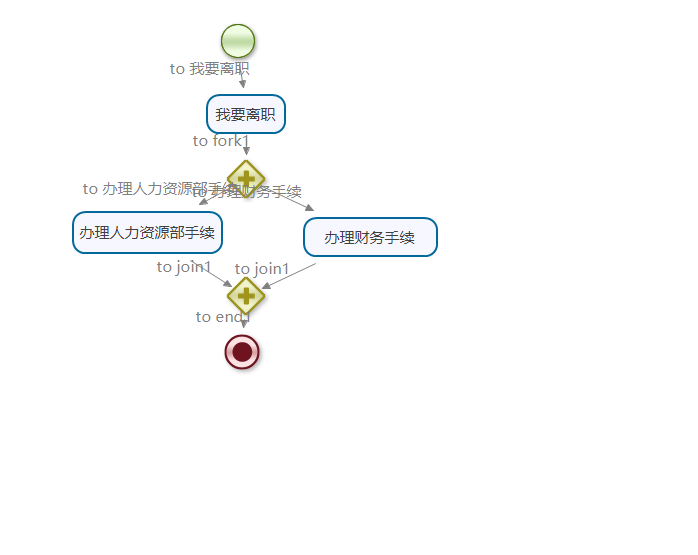 to 我要离职
我要离职
to fork1
to 办理人力资源部手续
to 办理财务手续
办理人力资源部手续
办理财务手续
to join1
to join1
to end1